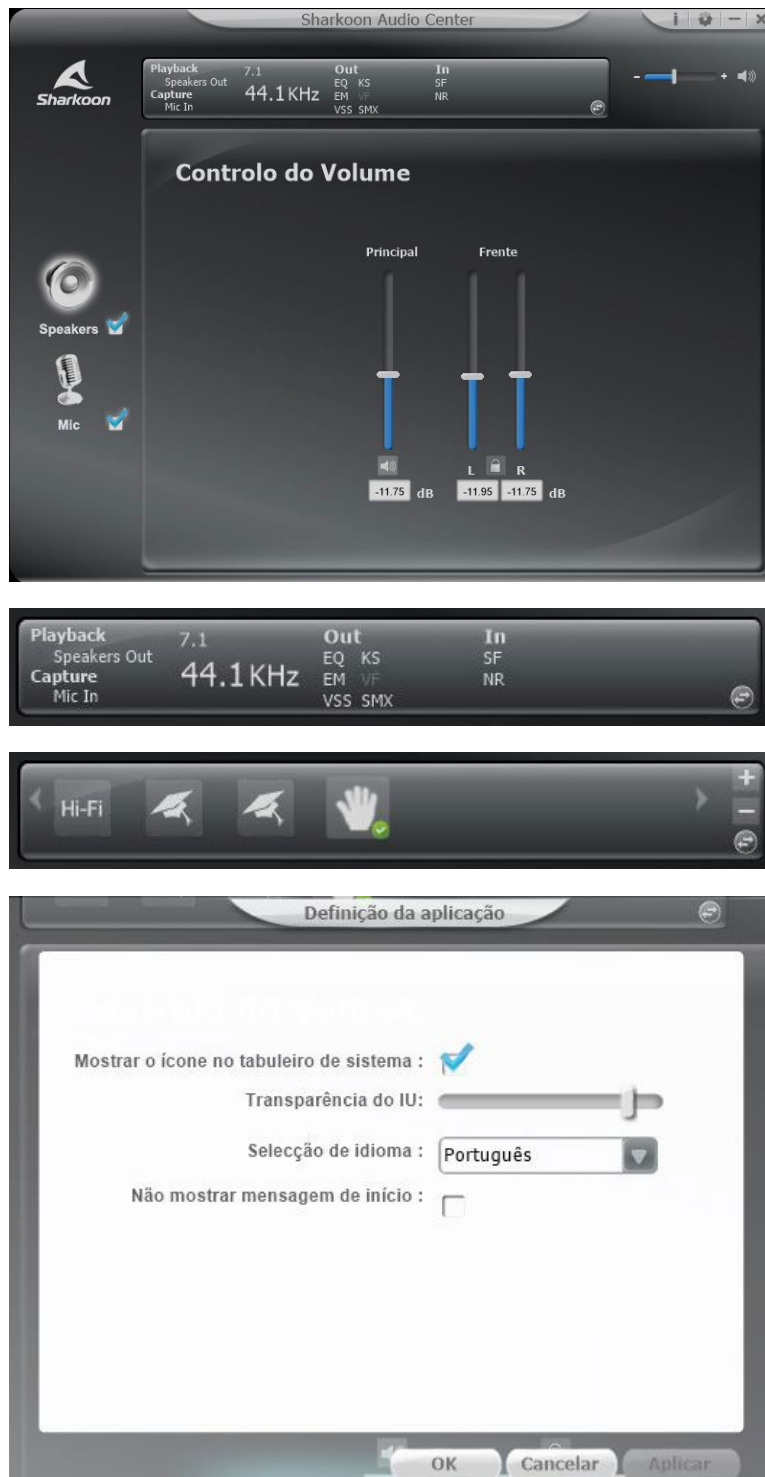 Sharkoon Audio Center
Sharkoon
Playback 7.1 Out In
Speakers Out EQ KS SF
Capture 44.1KHz EM VF NR
Mic In VSS SMX
- +
Controlo do Volume
Principal Frente
Speakers
Mic
L R
-11.75 dB -11.95 -11.75 dB
Playback 7.1 Out In
Speakers Out EQ KS SF
Capture 44.1KHz EM VF NR
Mic In VSS SMX
Hi-Fi
Definição da aplicação
Mostrar o ícone no tabuleiro de sistema :
Transparência do IU:
Selecção de idioma : Português
Não mostrar mensagem de início :
OK Cancelar Aplicar